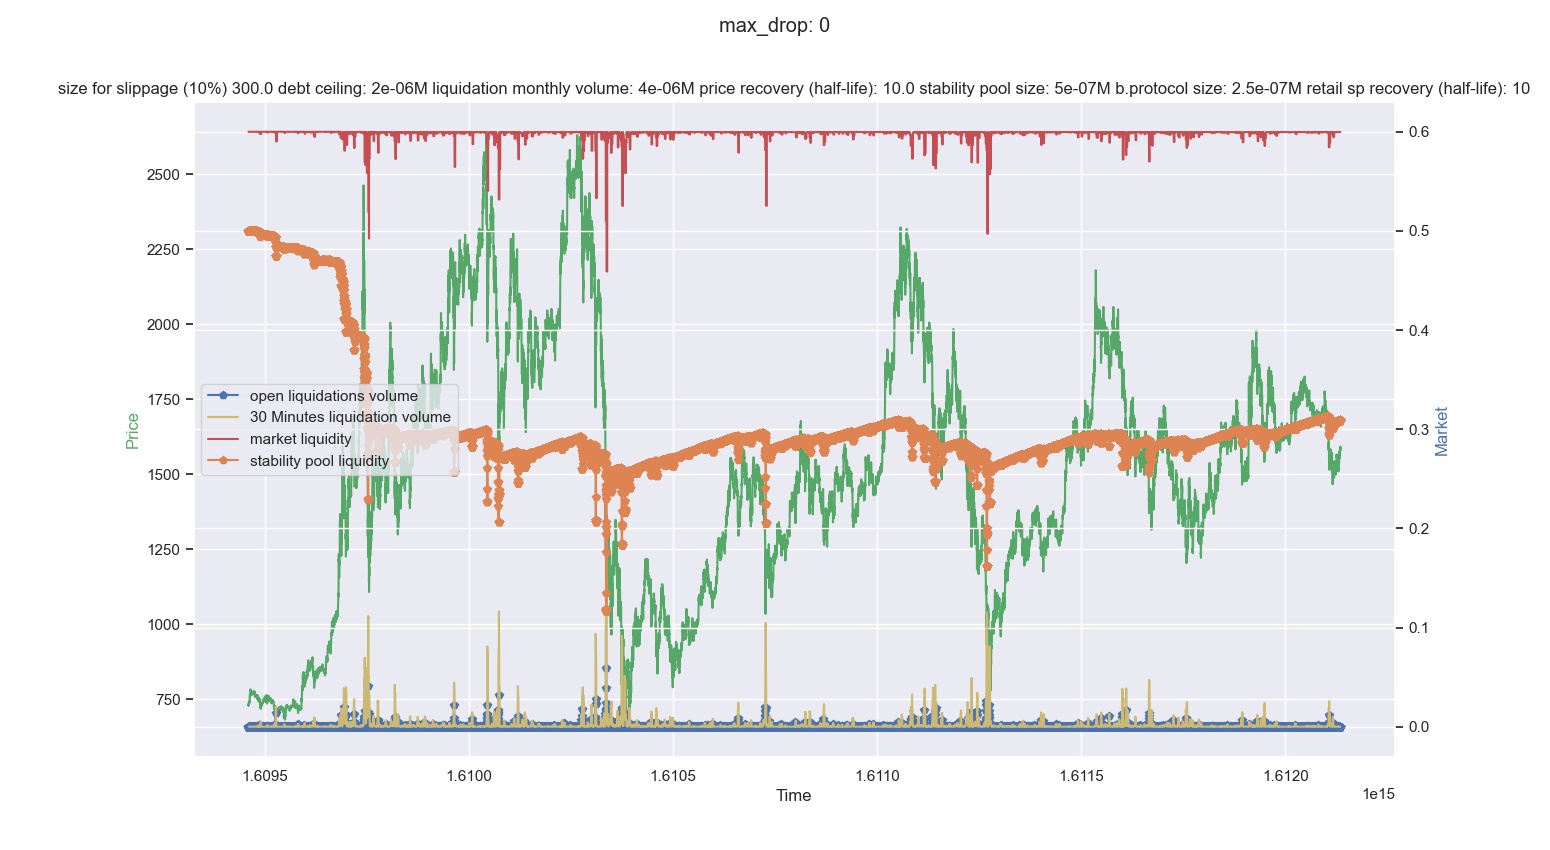 max_drop: 0
size for slippage (10%) 300.0 debt ceiling: 2e-06M liquidation monthly volume: 4e-06M price recovery (half-life): 10.0 stability pool size: 5e-07M b.protocol size: 2.5e-07M retail sp recovery (half-life): 10
2500
2250
2000
1750
1500
1250
1000
750
Price
open liquidations volume
30 Minutes liquidation volume
market liquidity
stability pool liquidity
0.6
0.5
0.4
0.3
0.2
0.1
0.0
Market
1.6095 1.6100 1.6105 1.6110 1.6115 1.6120
Time
1e15